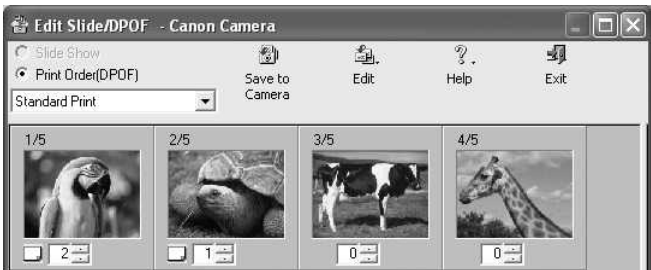 Edit Slide/DPOF - Canon Camera
Slide Show
Print Order(DPOF)
Standard Print
Save to
Camera
Edit
Help
Exit
1/5
2/5
3/5
4/5
2
1
0
0